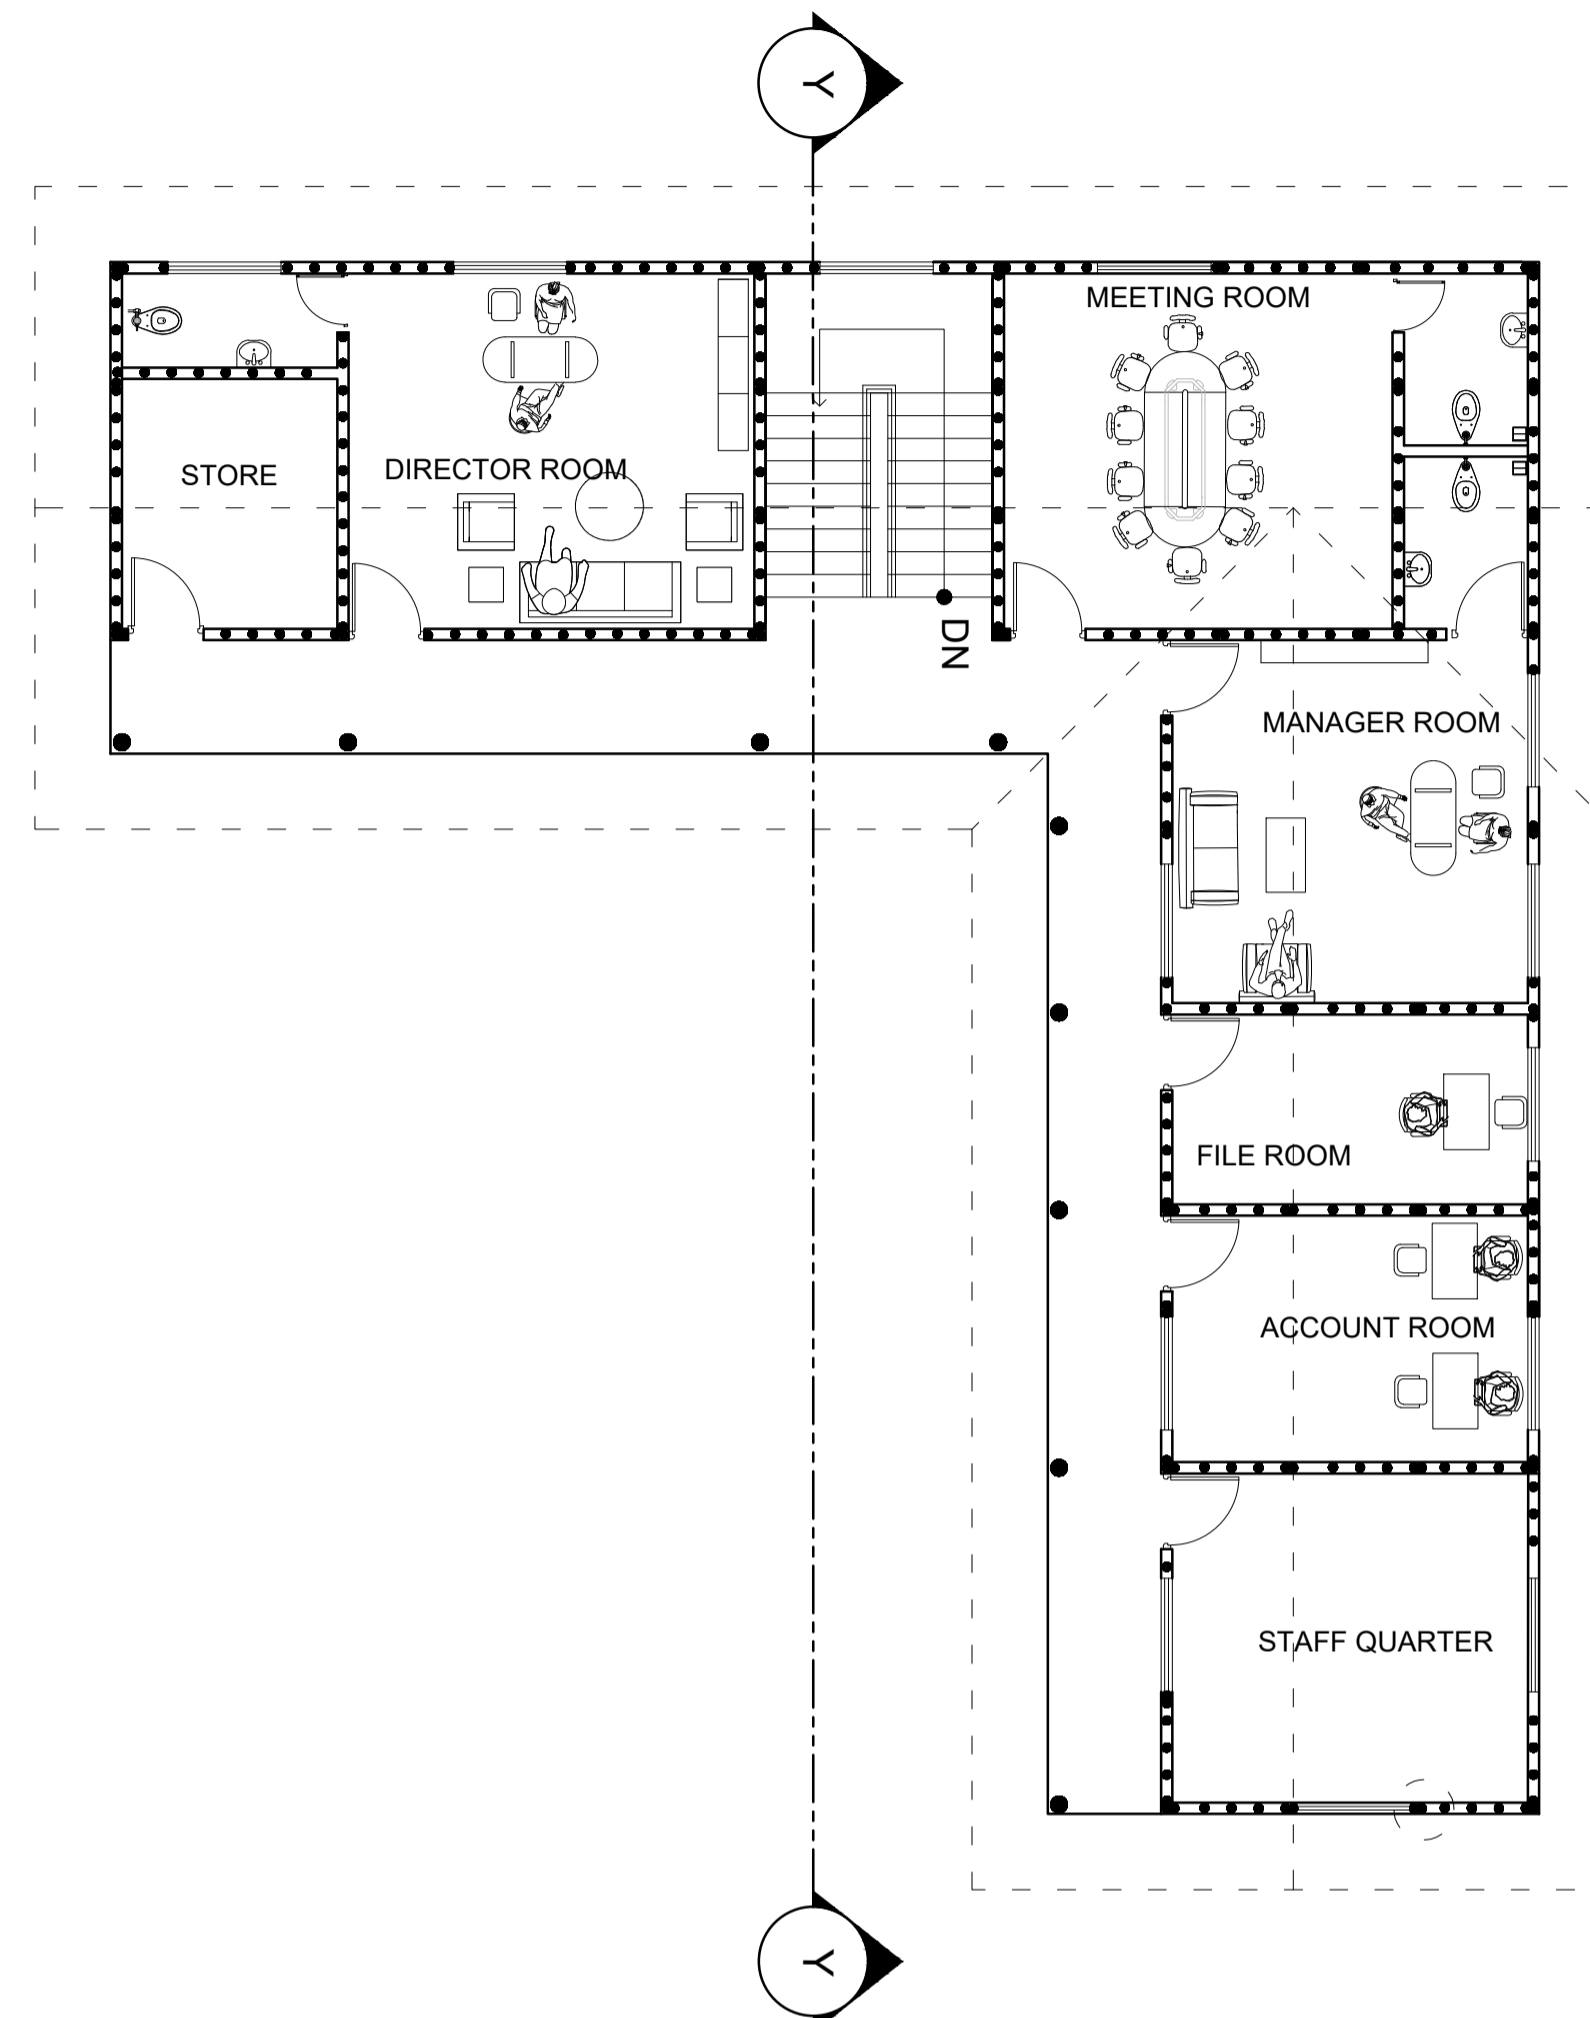 Y
MEETING ROOM
STORE
DIRECTOR ROOM
DN
MANAGER ROOM
FILE ROOM
ACCOUNT ROOM
STAFF QUARTER
Y